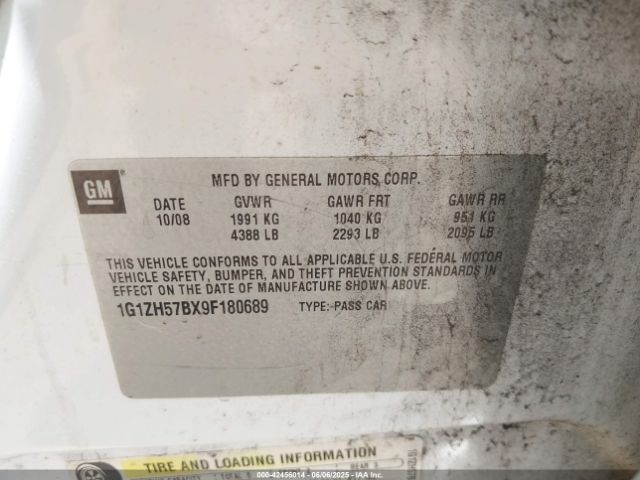 GM
MFD BY GENERAL MOTORS CORP.
DATE GVWR GAWR FRT GAWR RR
10/08 1991 KG 1040 KG 951 KG
4388 LB 2293 LB 2095 LB
THIS VEHICLE CONFORMS TO ALL APPLICABLE U.S. FEDERAL MOTOR
VEHICLE SAFETY, BUMPER, AND THEFT PREVENTION STANDARDS IN
EFFECT ON THE DATE OF MANUFACTURE SHOWN ABOVE.
1G1ZH57BX9F180689 TYPE: PASS CAR
TIRE AND LOADING INFORMATION
000-42456014 - 06/06/2025 - IAAI.COM